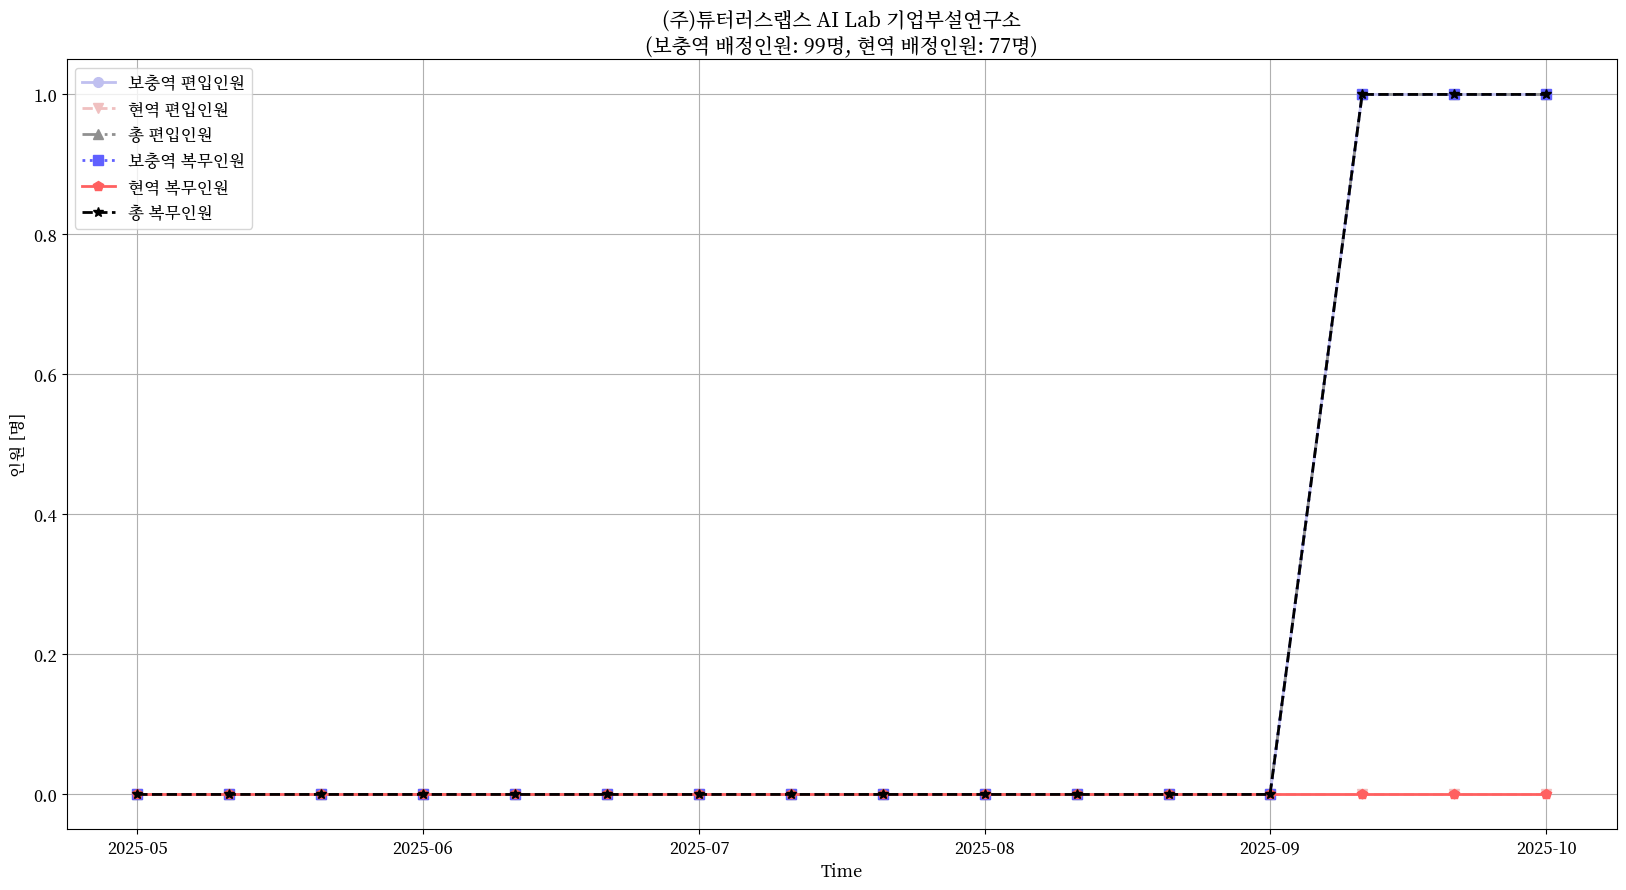 (주)튜터러스랩스 AI Lab 기업부설연구소
(보충역 배정인원: 99명, 현역 배정인원: 77명)
보충역 편입인원
현역 편입인원
총 편입인원
보충역 복무인원
현역 복무인원
총 복무인원
1.0
0.8
0.6
0.4
0.2
0.0
인원 [명]
2025-05
2025-06
2025-07
2025-08
2025-09
2025-10
Time